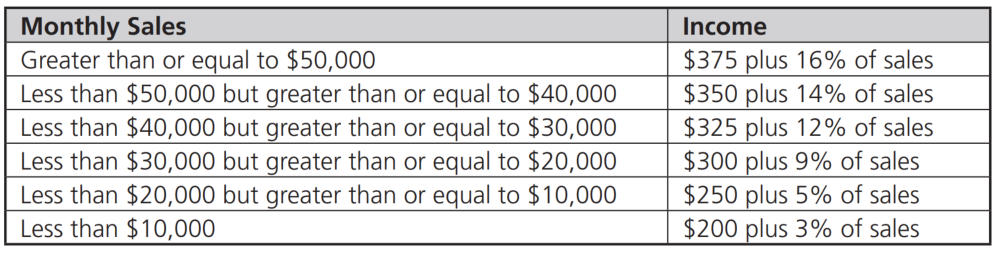 Monthly Sales Income
Greater than or equal to $50,000 $375 plus 16% of sales
Less than $50,000 but greater than or equal to $40,000 $350 plus 14% of sales
Less than $40,000 but greater than or equal to $30,000 $325 plus 12% of sales
Less than $30,000 but greater than or equal to $20,000 $300 plus 9% of sales
Less than $20,000 but greater than or equal to $10,000 $250 plus 5% of sales
Less than $10,000 $200 plus 3% of sales